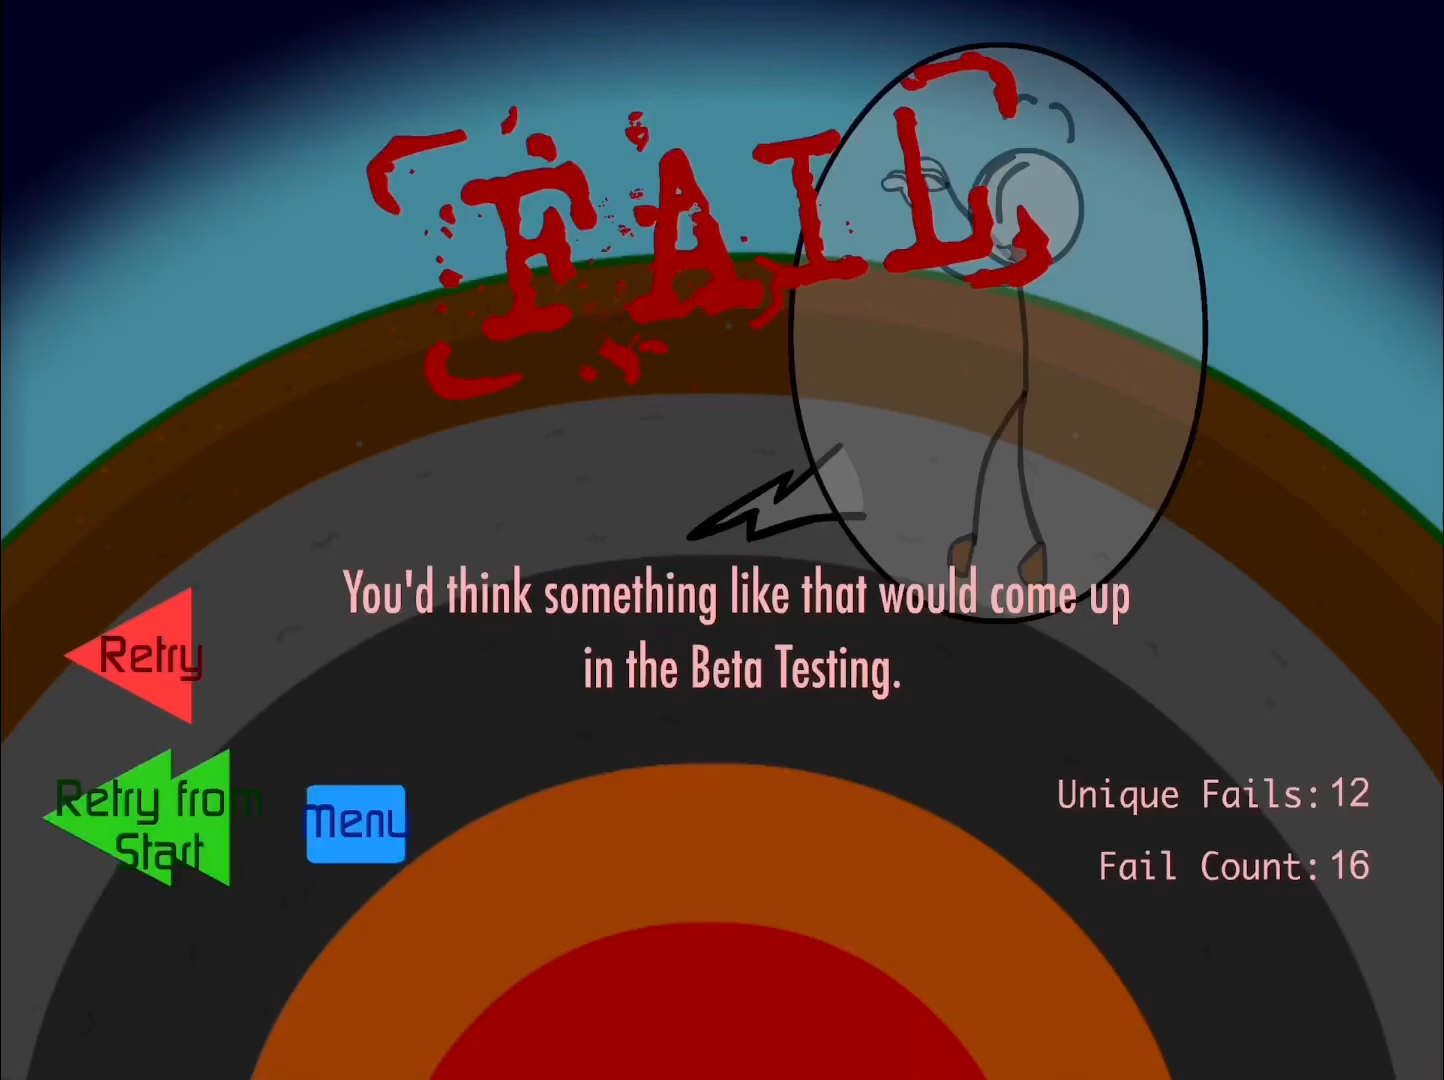 FAIL
You'd think something like that would come up
in the Beta Testing.
Retry
Retry from
Start
Menu
Unique Fails: 12
Fail Count: 16